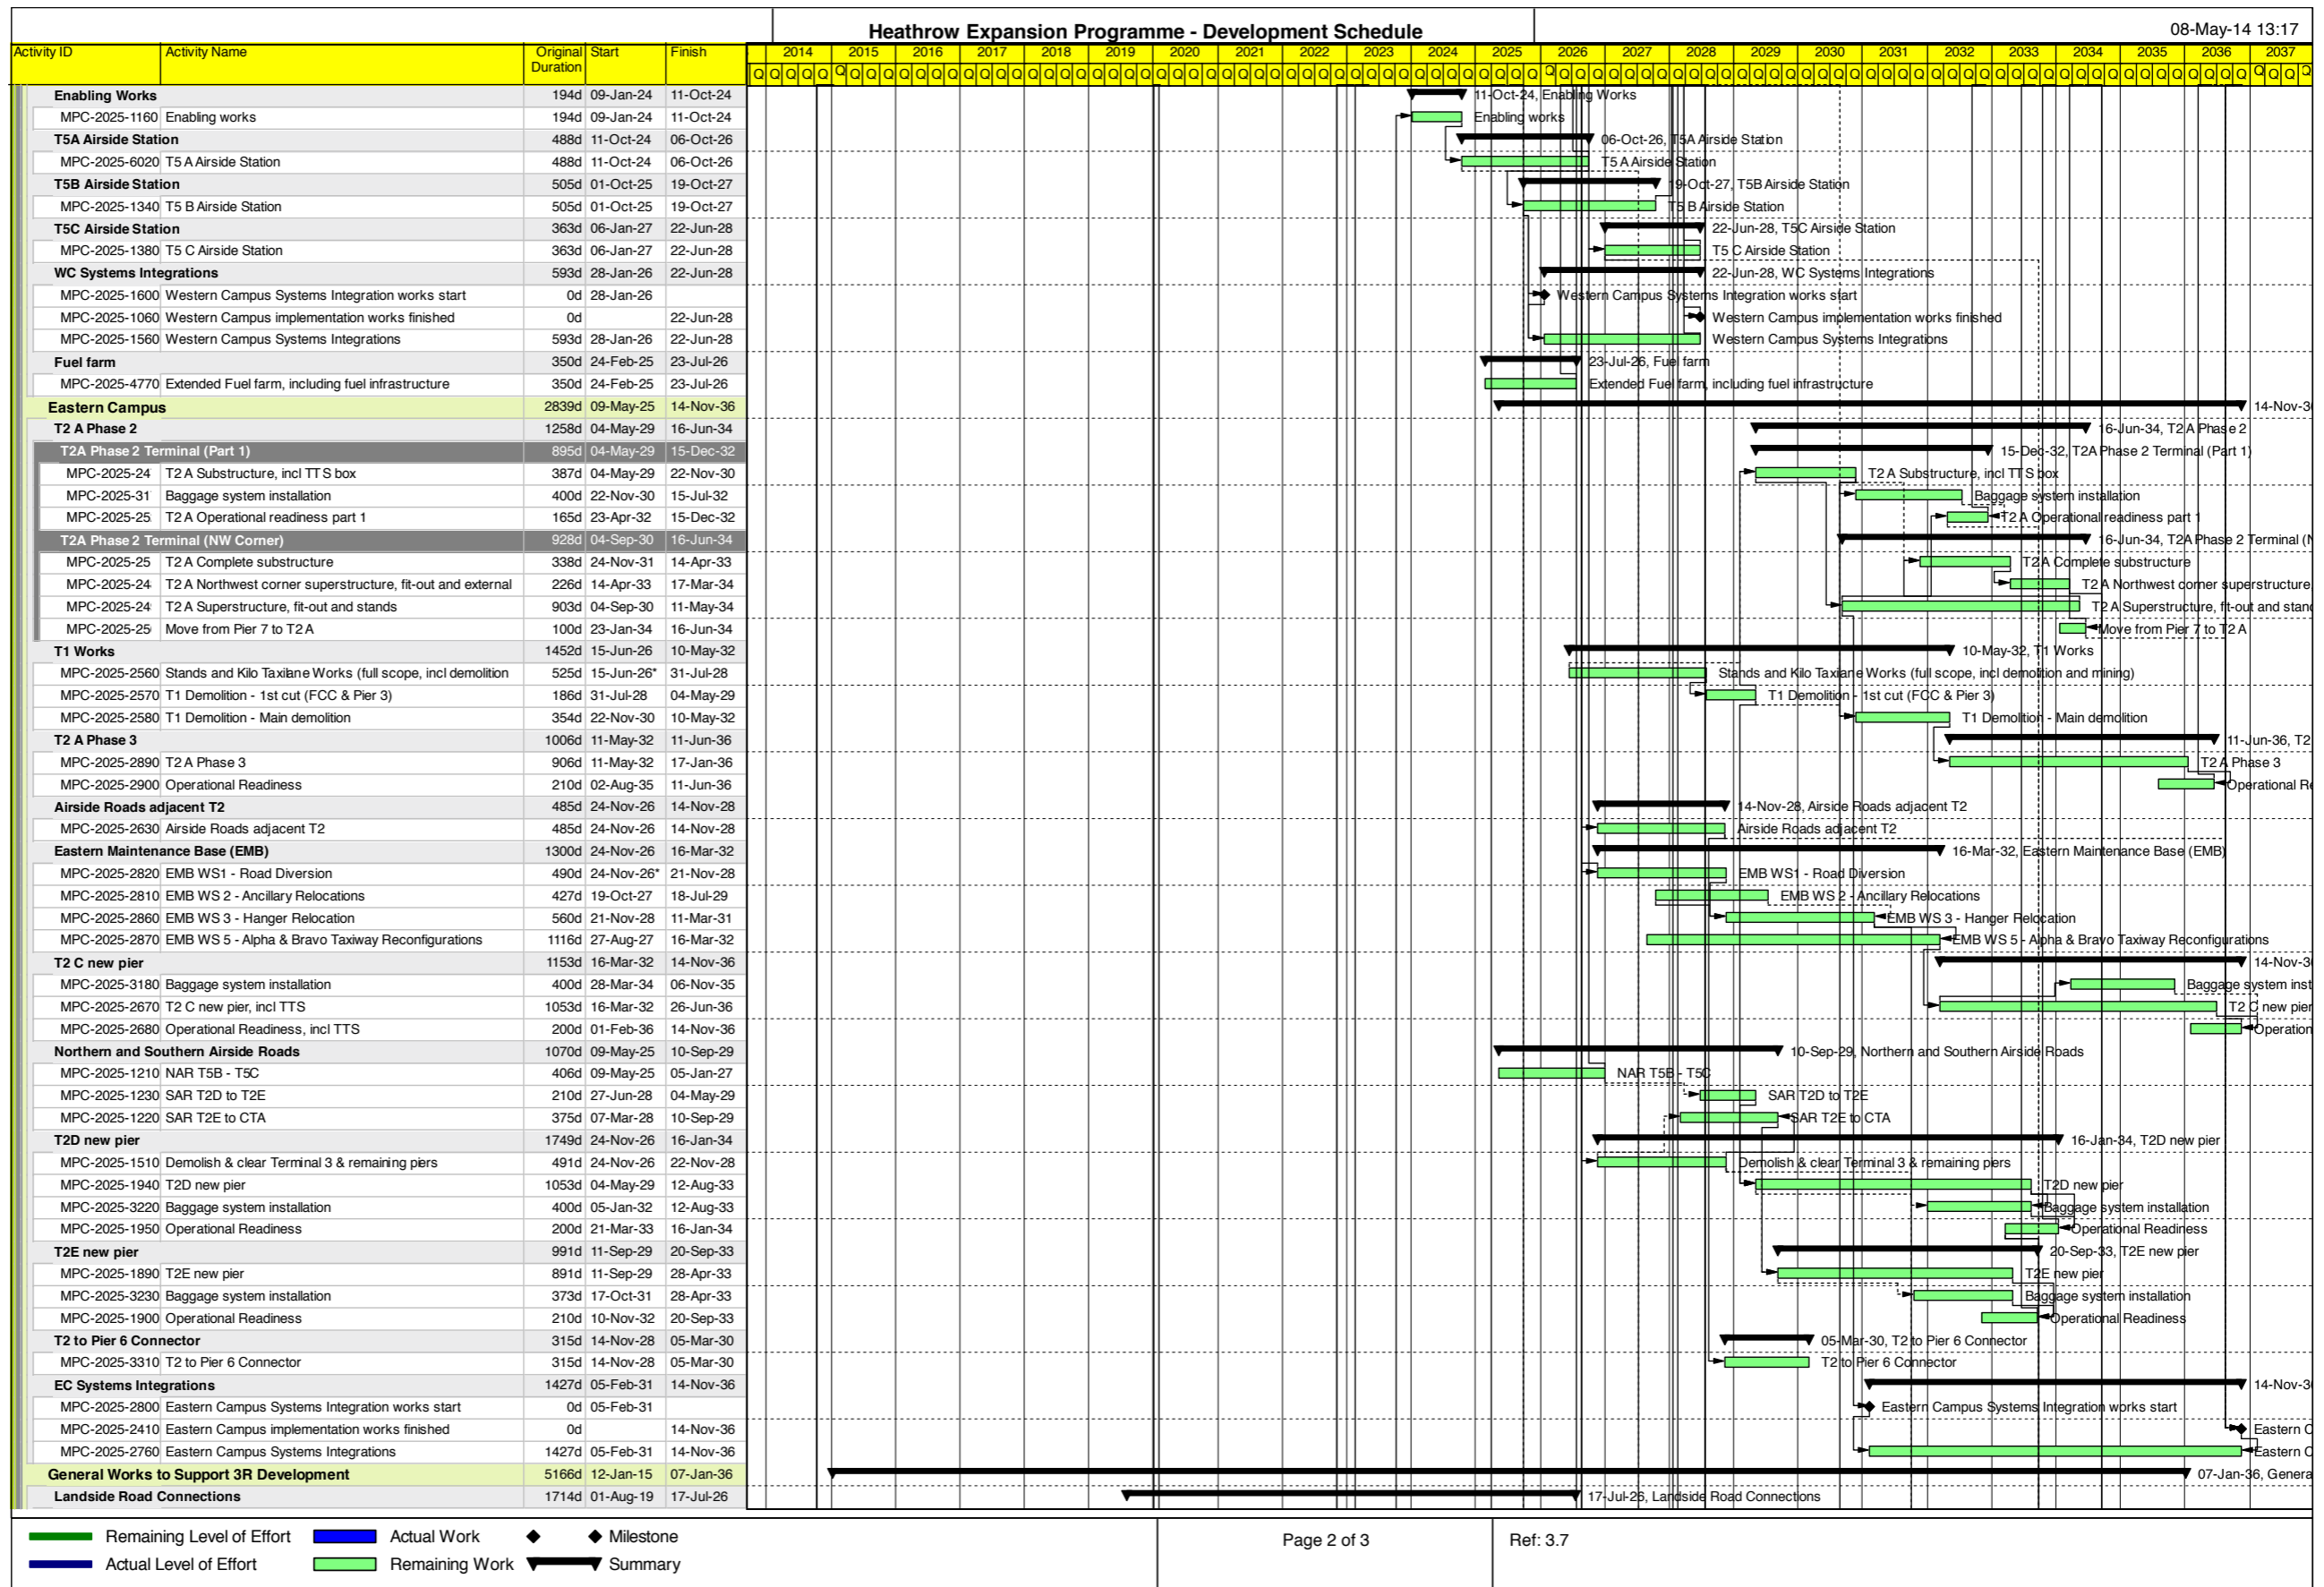 Heathrow Expansion Programme - Development Schedule
08-May-14 13:17
Activity ID Activity Name Original Duration Start Finish 2014 2015 2016 2017 2018 2019 2020 2021 2022 2023 2024 2025 2026 2027 2028 2029 2030 2031 2032 2033 2034 2035 2036 2037
Enabling Works 194d 09-Jan-24 11-Oct-24 11-Oct-24, Enabling Works
MPC-2025-1160 Enabling works 194d 09-Jan-24 11-Oct-24 Enabling works
T5A Airside Station 488d 11-Oct-24 06-Oct-26 06-Oct-26, T5A Airside Station
MPC-2025-6020 T5 A Airside Station 488d 11-Oct-24 06-Oct-26 T5 A Airside Station
T5B Airside Station 505d 01-Oct-25 19-Oct-27 19-Oct-27, T5B Airside Station
MPC-2025-1340 T5 B Airside Station 505d 01-Oct-25 19-Oct-27 T5 B Airside Station
T5C Airside Station 363d 06-Jan-27 22-Jun-28 22-Jun-28, T5C Airside Station
MPC-2025-1380 T5 C Airside Station 363d 06-Jan-27 22-Jun-28 T5 C Airside Station
WC Systems Integrations 593d 28-Jan-26 22-Jun-28 22-Jun-28, WC Systems Integrations
MPC-2025-1600 Western Campus Systems Integration works start 0d 28-Jan-26 Western Campus Systems Integration works start
MPC-2025-1060 Western Campus implementation works finished 0d 22-Jun-28 Western Campus implementation works finished
MPC-2025-1560 Western Campus Systems Integrations 593d 28-Jan-26 22-Jun-28 Western Campus Systems Integrations
Fuel farm 350d 24-Feb-25 23-Jul-26 23-Jul-26, Fuel farm
MPC-2025-4770 Extended Fuel farm, including fuel infrastructure 350d 24-Feb-25 23-Jul-26 Extended Fuel farm, including fuel infrastructure
Eastern Campus 2839d 09-May-25 14-Nov-36 14-Nov-3
T2 A Phase 2 1258d 04-May-29 16-Jun-34 16-Jun-34, T2 A Phase 2
T2A Phase 2 Terminal (Part 1) 895d 04-May-29 15-Dec-32 15-Dec-32, T2A Phase 2 Terminal (Part 1)
MPC-2025-24 T2 A Substructure, incl TTS box 387d 04-May-29 22-Nov-30 T2 A Substructure, incl TTS box
MPC-2025-31 Baggage system installation 400d 22-Nov-30 15-Jul-32 Baggage system installation
MPC-2025-25 T2 A Operational readiness part 1 165d 23-Apr-32 15-Dec-32 T2 A Operational readiness part 1
T2A Phase 2 Terminal (NW Corner) 928d 04-Sep-30 16-Jun-34 16-Jun-34, T2A Phase 2 Terminal (N
MPC-2025-25 T2 A Complete substructure 338d 24-Nov-31 14-Apr-33 T2 A Complete substructure
MPC-2025-24 T2 A Northwest corner superstructure, fit-out and external 226d 14-Apr-33 17-Mar-34 T2 A Northwest corner superstructure
MPC-2025-24 T2 A Superstructure, fit-out and stands 903d 04-Sep-30 11-May-34 T2 A Superstructure, fit-out and stand
MPC-2025-25 Move from Pier 7 to T2 A 100d 23-Jan-34 16-Jun-34 Move from Pier 7 to T2 A
T1 Works 1452d 15-Jun-26 10-May-32 10-May-32, T1 Works
MPC-2025-2560 Stands and Kilo Taxilane Works (full scope, incl demolition 525d 15-Jun-26* 31-Jul-28 Stands and Kilo Taxilane Works (full scope, incl demolition and mining)
MPC-2025-2570 T1 Demolition - 1st cut (FCC & Pier 3) 186d 31-Jul-28 04-May-29 T1 Demolition - 1st cut (FCC & Pier 3)
MPC-2025-2580 T1 Demolition - Main demolition 354d 22-Nov-30 10-May-32 T1 Demolition - Main demolition
T2 A Phase 3 1006d 11-May-32 11-Jun-36 11-Jun-36, T2
MPC-2025-2890 T2 A Phase 3 906d 11-May-32 17-Jan-36 T2 A Phase 3
MPC-2025-2900 Operational Readiness 210d 02-Aug-35 11-Jun-36 Operational Re
Airside Roads adjacent T2 485d 24-Nov-26 14-Nov-28 14-Nov-28, Airside Roads adjacent T2
MPC-2025-2630 Airside Roads adjacent T2 485d 24-Nov-26 14-Nov-28 Airside Roads adjacent T2
Eastern Maintenance Base (EMB) 1300d 24-Nov-26 16-Mar-32 16-Mar-32, Eastern Maintenance Base (EMB)
MPC-2025-2820 EMB WS1 - Road Diversion 490d 24-Nov-26* 21-Nov-28 EMB WS1 - Road Diversion
MPC-2025-2810 EMB WS 2 - Ancillary Relocations 427d 19-Oct-27 18-Jul-29 EMB WS 2 - Ancillary Relocations
MPC-2025-2860 EMB WS 3 - Hanger Relocation 560d 21-Nov-28 11-Mar-31 EMB WS 3 - Hanger Relocation
MPC-2025-2870 EMB WS 5 - Alpha & Bravo Taxiway Reconfigurations 1116d 27-Aug-27 16-Mar-32 EMB WS 5 - Alpha & Bravo Taxiway Reconfigurations
T2 C new pier 1153d 16-Mar-32 14-Nov-36 14-Nov-3
MPC-2025-3180 Baggage system installation 400d 28-Mar-34 06-Nov-35 Baggage system inst
MPC-2025-2670 T2 C new pier, incl TTS 1053d 16-Mar-32 26-Jun-36 T2 C new pier
MPC-2025-2680 Operational Readiness, incl TTS 200d 01-Feb-36 14-Nov-36 Operation
Northern and Southern Airside Roads 1070d 09-May-25 10-Sep-29 10-Sep-29, Northern and Southern Airside Roads
MPC-2025-1210 NAR T5B - T5C 406d 09-May-25 05-Jan-27 NAR T5B - T5C
MPC-2025-1230 SAR T2D to T2E 210d 27-Jun-28 04-May-29 SAR T2D to T2E
MPC-2025-1220 SAR T2E to CTA 375d 07-Mar-28 10-Sep-29 SAR T2E to CTA
T2D new pier 1749d 24-Nov-26 16-Jan-34 16-Jan-34, T2D new pier
MPC-2025-1510 Demolish & clear Terminal 3 & remaining piers 491d 24-Nov-26 22-Nov-28 Demolish & clear Terminal 3 & remaining piers
MPC-2025-1940 T2D new pier 1053d 04-May-29 12-Aug-33 T2D new pier
MPC-2025-3220 Baggage system installation 400d 05-Jan-32 12-Aug-33 Baggage system installation
MPC-2025-1950 Operational Readiness 200d 21-Mar-33 16-Jan-34 Operational Readiness
T2E new pier 991d 11-Sep-29 20-Sep-33 20-Sep-33, T2E new pier
MPC-2025-1890 T2E new pier 891d 11-Sep-29 28-Apr-33 T2E new pier
MPC-2025-3230 Baggage system installation 373d 17-Oct-31 28-Apr-33 Baggage system installation
MPC-2025-1900 Operational Readiness 210d 10-Nov-32 20-Sep-33 Operational Readiness
T2 to Pier 6 Connector 315d 14-Nov-28 05-Mar-30 05-Mar-30, T2 to Pier 6 Connector
MPC-2025-3310 T2 to Pier 6 Connector 315d 14-Nov-28 05-Mar-30 T2 to Pier 6 Connector
EC Systems Integrations 1427d 05-Feb-31 14-Nov-36 14-Nov-3
MPC-2025-2800 Eastern Campus Systems Integration works start 0d 05-Feb-31 Eastern Campus Systems Integration works start
MPC-2025-2410 Eastern Campus implementation works finished 0d 14-Nov-36 Eastern C
MPC-2025-2760 Eastern Campus Systems Integrations 1427d 05-Feb-31 14-Nov-36 Eastern C
General Works to Support 3R Development 5166d 12-Jan-15 07-Jan-36 07-Jan-36, Genera
Landside Road Connections 1714d 01-Aug-19 17-Jul-26 17-Jul-26, Landside Road Connections
Remaining Level of Effort Actual Work Milestone Page 2 of 3 Ref: 3.7
Actual Level of Effort Remaining Work Summary